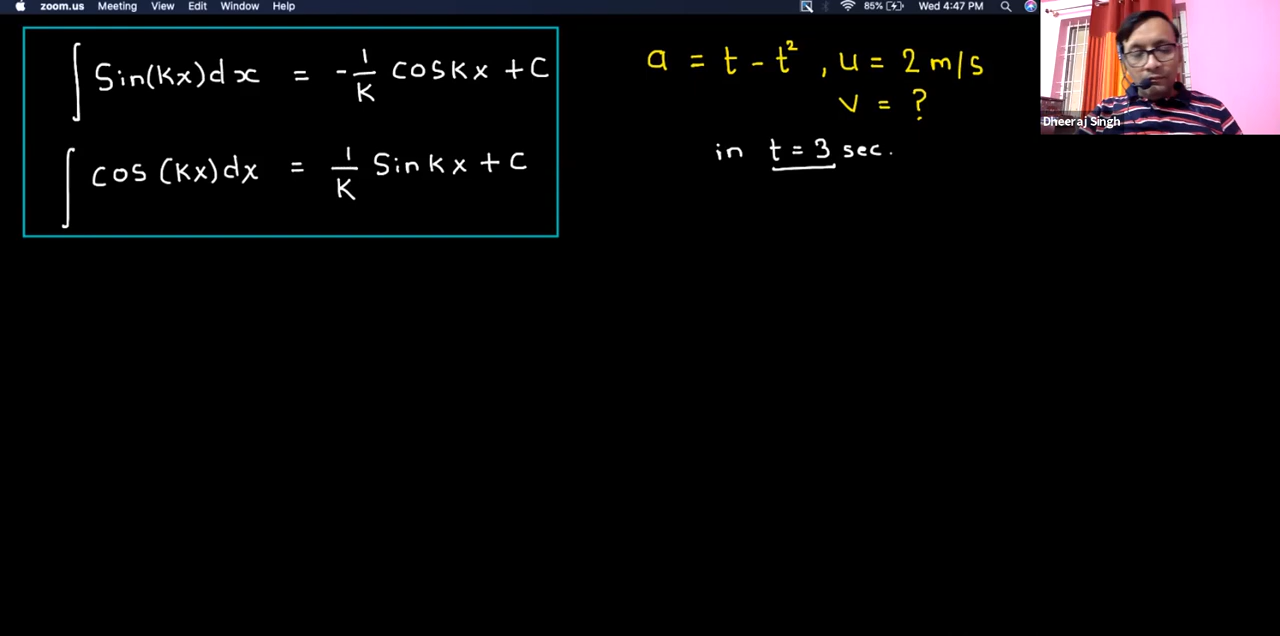 zoom.us Meeting View Edit Window Help 85% Wed 4:47 PM
∫ Sin(Kx)dx = -1/K COSKx + C
∫ cos (Kx)dx = 1/K Sinkx + C
a = t - t², u = 2 m/s
v = ?
in t = 3 sec.
Dheeraj Singh